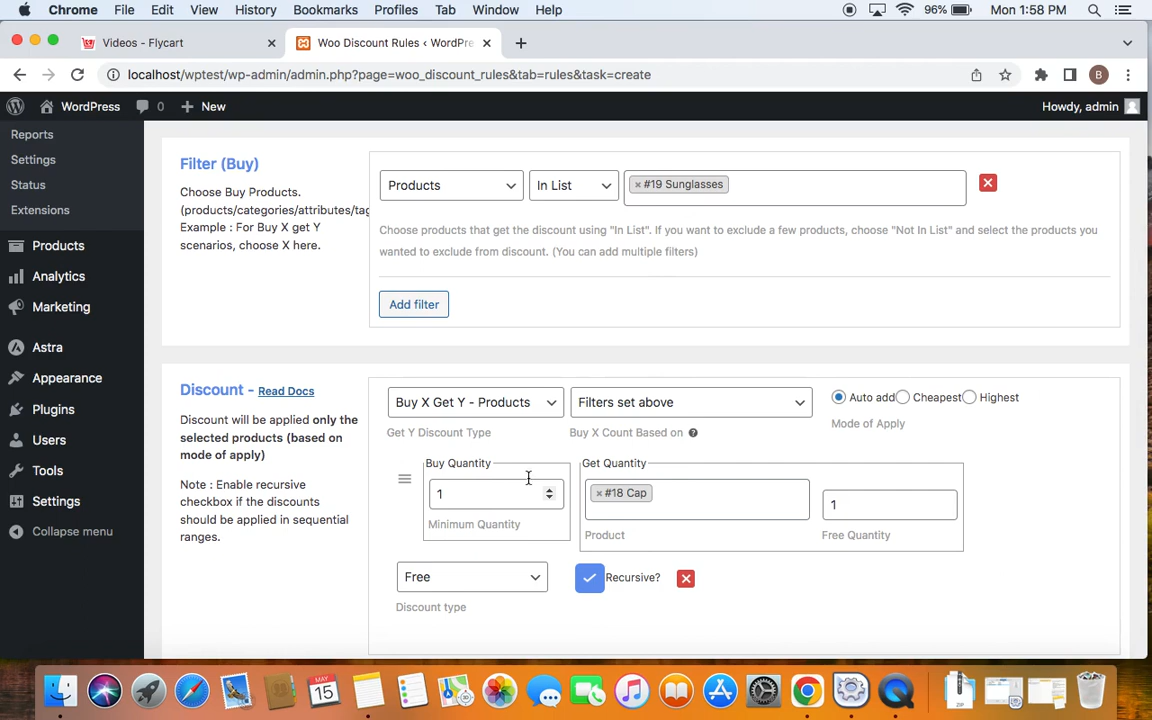 Chrome File Edit View History Bookmarks Profiles Tab Window Help 96% Mon 1:58 PM
Videos - Flycart × Woo Discount Rules ‹ WordPre × +
localhost/wptest/wp-admin/admin.php?page=woo_discount_rules&tab=rules&task=create B
WordPress 0 + New Howdy, admin
Reports
Settings
Status
Extensions
Products
Analytics
Marketing
Astra
Appearance
Plugins
Users
Tools
Settings
Collapse menu
Filter (Buy)
Choose Buy Products.
(products/categories/attributes/tag
Example : For Buy X get Y
scenarios, choose X here.
Products In List × #19 Sunglasses
Choose products that get the discount using "In List". If you want to exclude a few products, choose "Not In List" and select the products you
wanted to exclude from discount. (You can add multiple filters)
Add filter
Discount - Read Docs
Discount will be applied only the
selected products (based on
mode of apply)
Note : Enable recursive
checkbox if the discounts
should be applied in sequential
ranges.
Buy X Get Y - Products Filters set above Auto add Cheapest Highest
Get Y Discount Type Buy X Count Based on Mode of Apply
Buy Quantity Get Quantity
1 × #18 Cap 1
Minimum Quantity Product Free Quantity
Free Recursive?
Discount type
MAY
15
ZIP